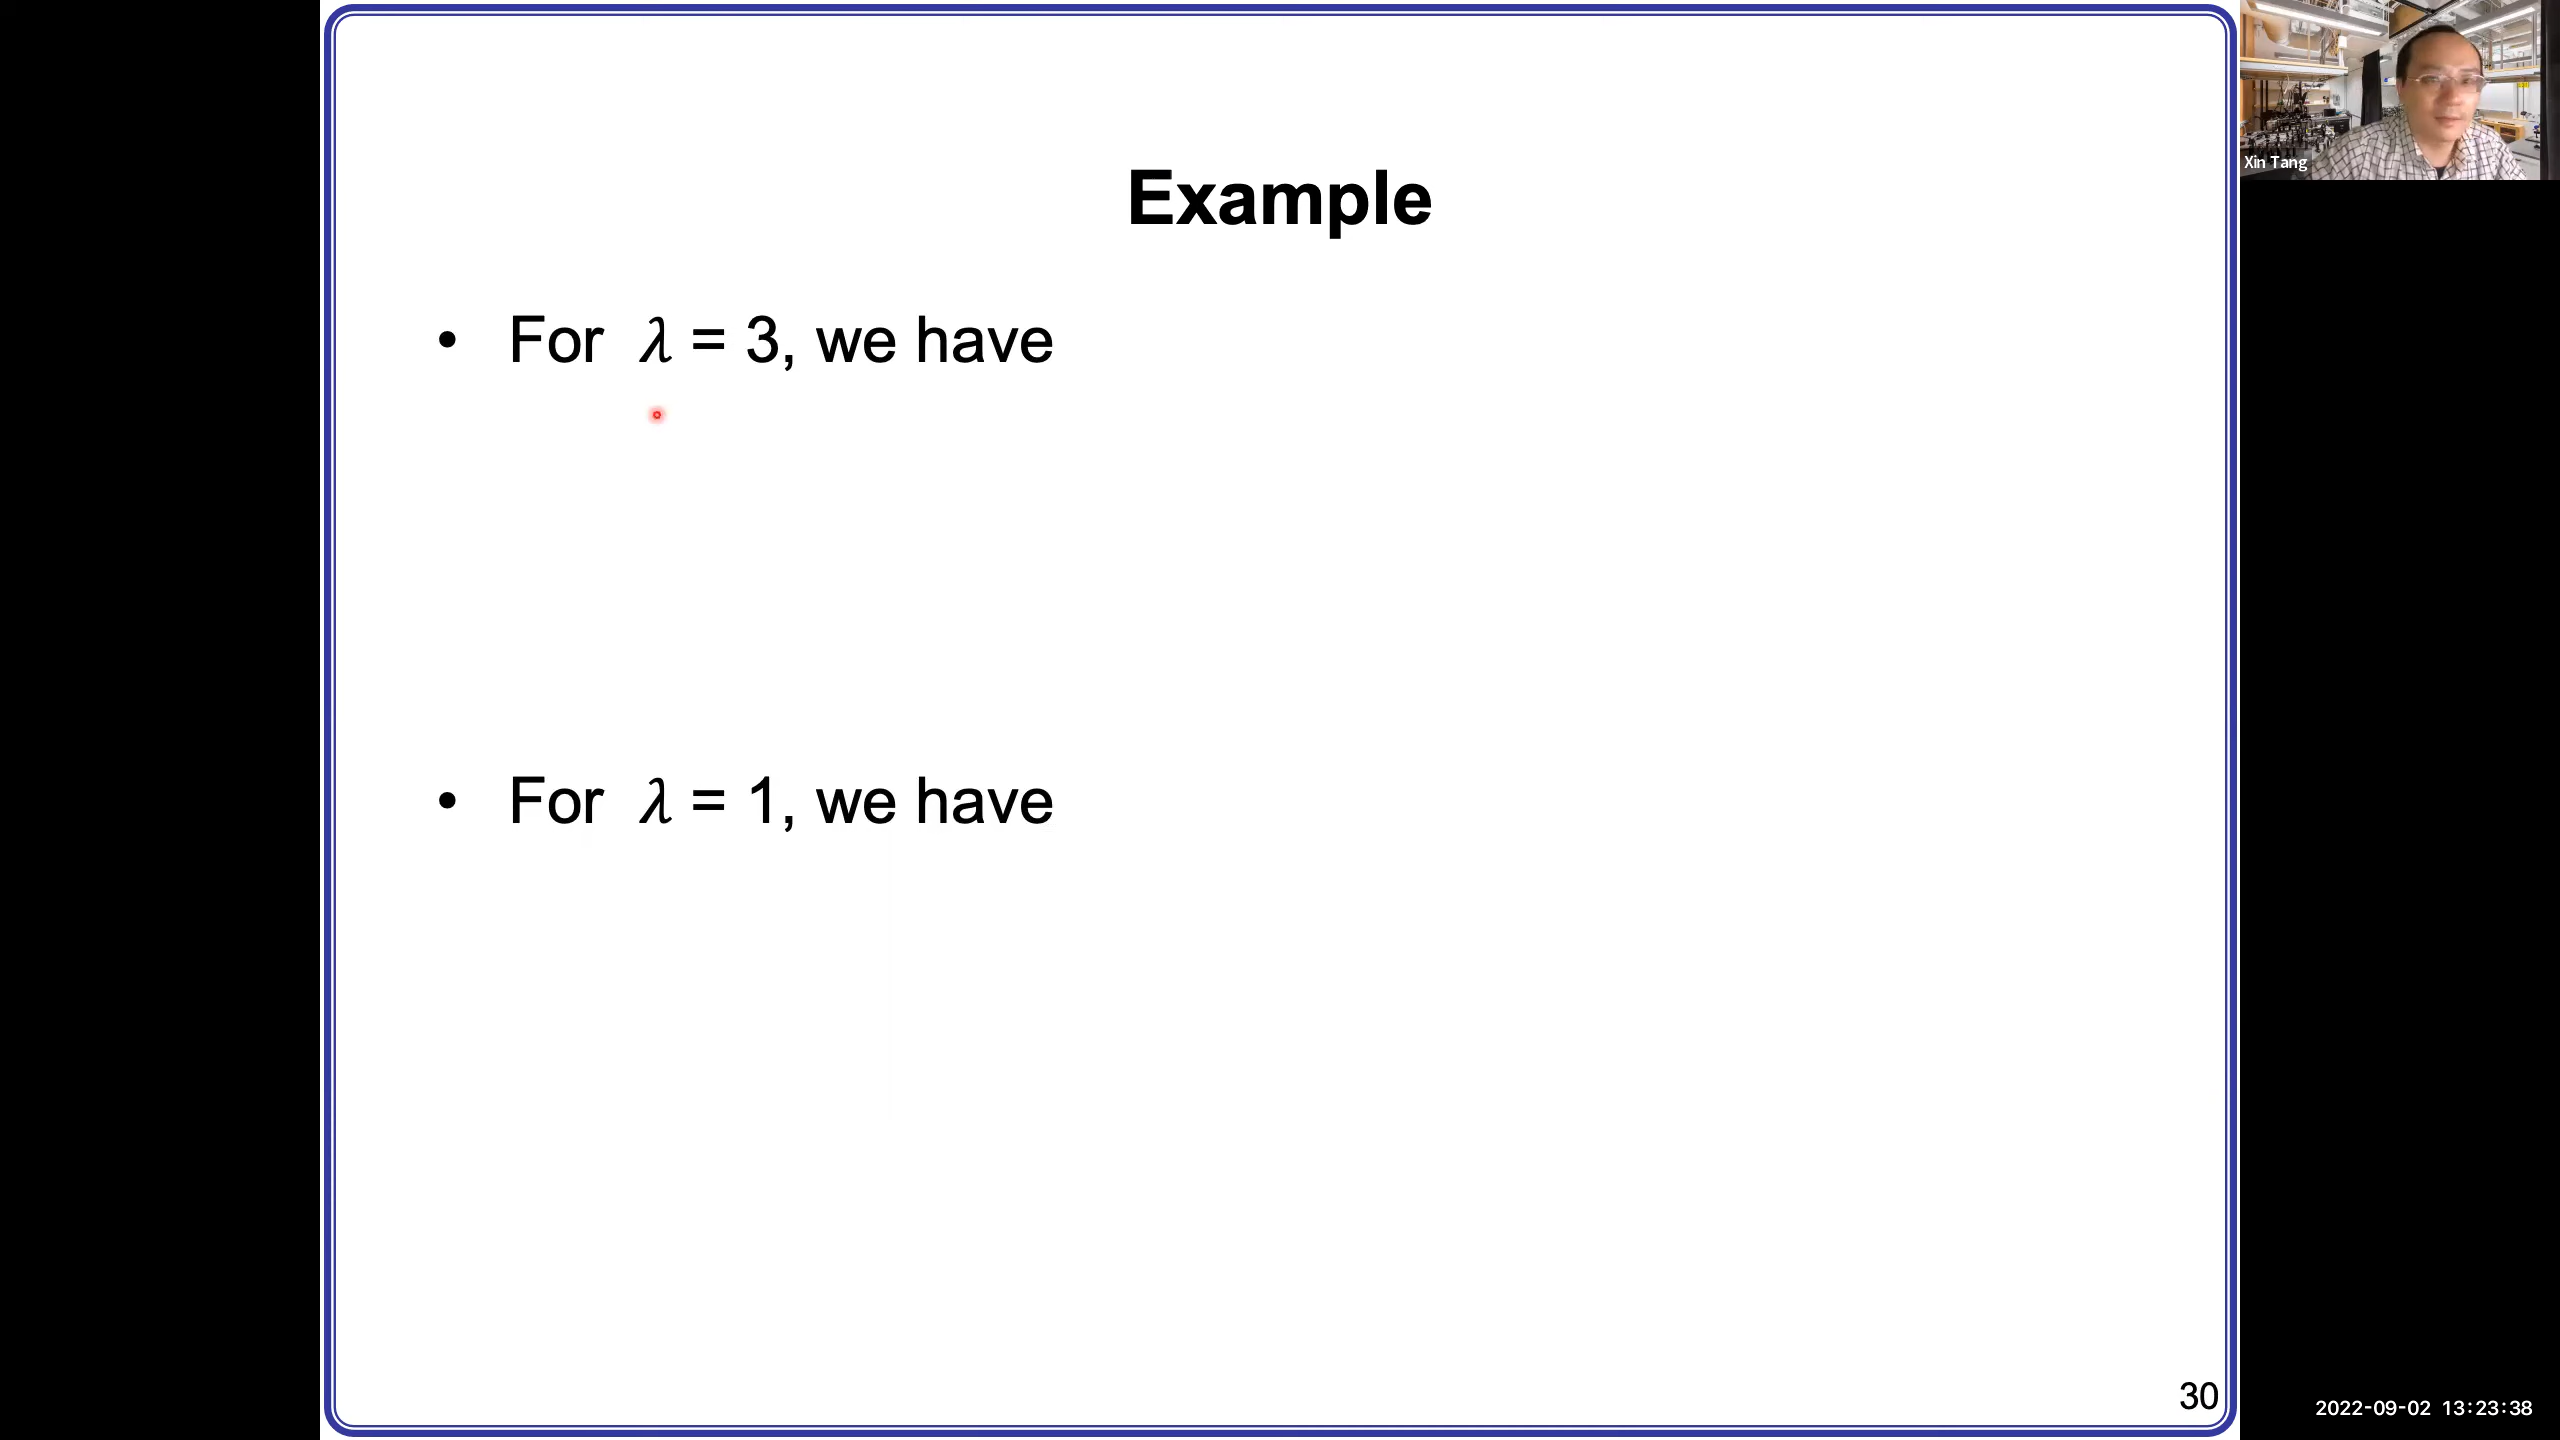 Example
• For λ = 3, we have
• For λ = 1, we have
30
Xin Tang
2022-09-02 13:23:38